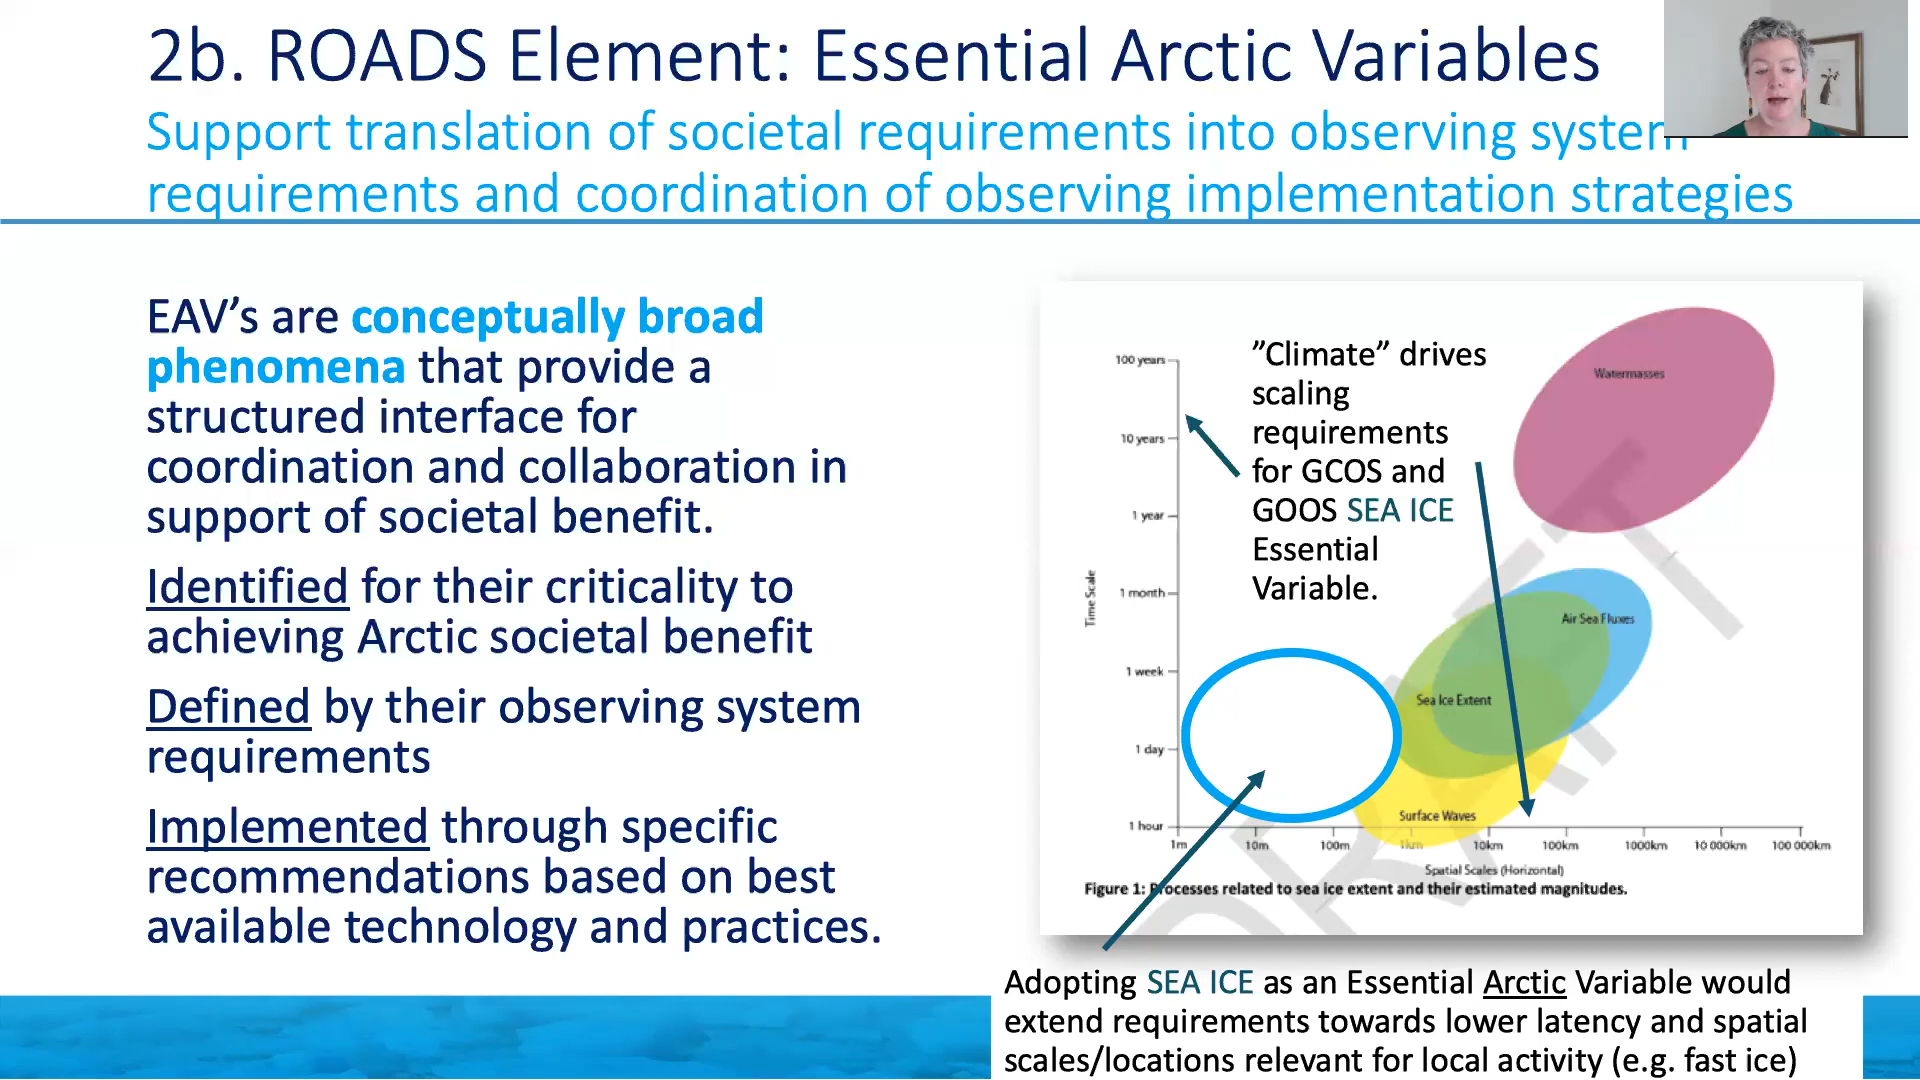 2b. ROADS Element: Essential Arctic Variables
Support translation of societal requirements into observing system
requirements and coordination of observing implementation strategies
EAV’s are conceptually broad
phenomena that provide a
structured interface for
coordination and collaboration in
support of societal benefit.
Identified for their criticality to
achieving Arctic societal benefit
Defined by their observing system
requirements
Implemented through specific
recommendations based on best
available technology and practices.
”Climate” drives
scaling
requirements
for GCOS and
GOOS SEA ICE
Essential
Variable.
Time Scale
100 years
10 years
1 year
1 month
1 week
1 day
1 hour
Watermasses
Air Sea Fluxes
Sea Ice Extent
Surface Waves
1m 10m 100m 1km 10km 100km 1000km 10 000km 100 000km
Spatial Scales (Horizontal)
Figure 1: Processes related to sea ice extent and their estimated magnitudes.
DRAFT
Adopting SEA ICE as an Essential Arctic Variable would
extend requirements towards lower latency and spatial
scales/locations relevant for local activity (e.g. fast ice)